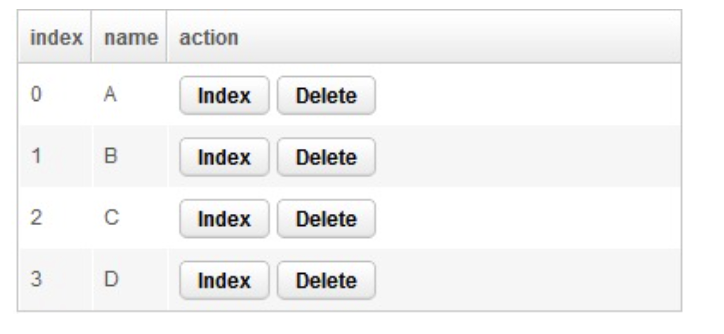 index name action
0 A Index Delete
1 B Index Delete
2 C Index Delete
3 D Index Delete